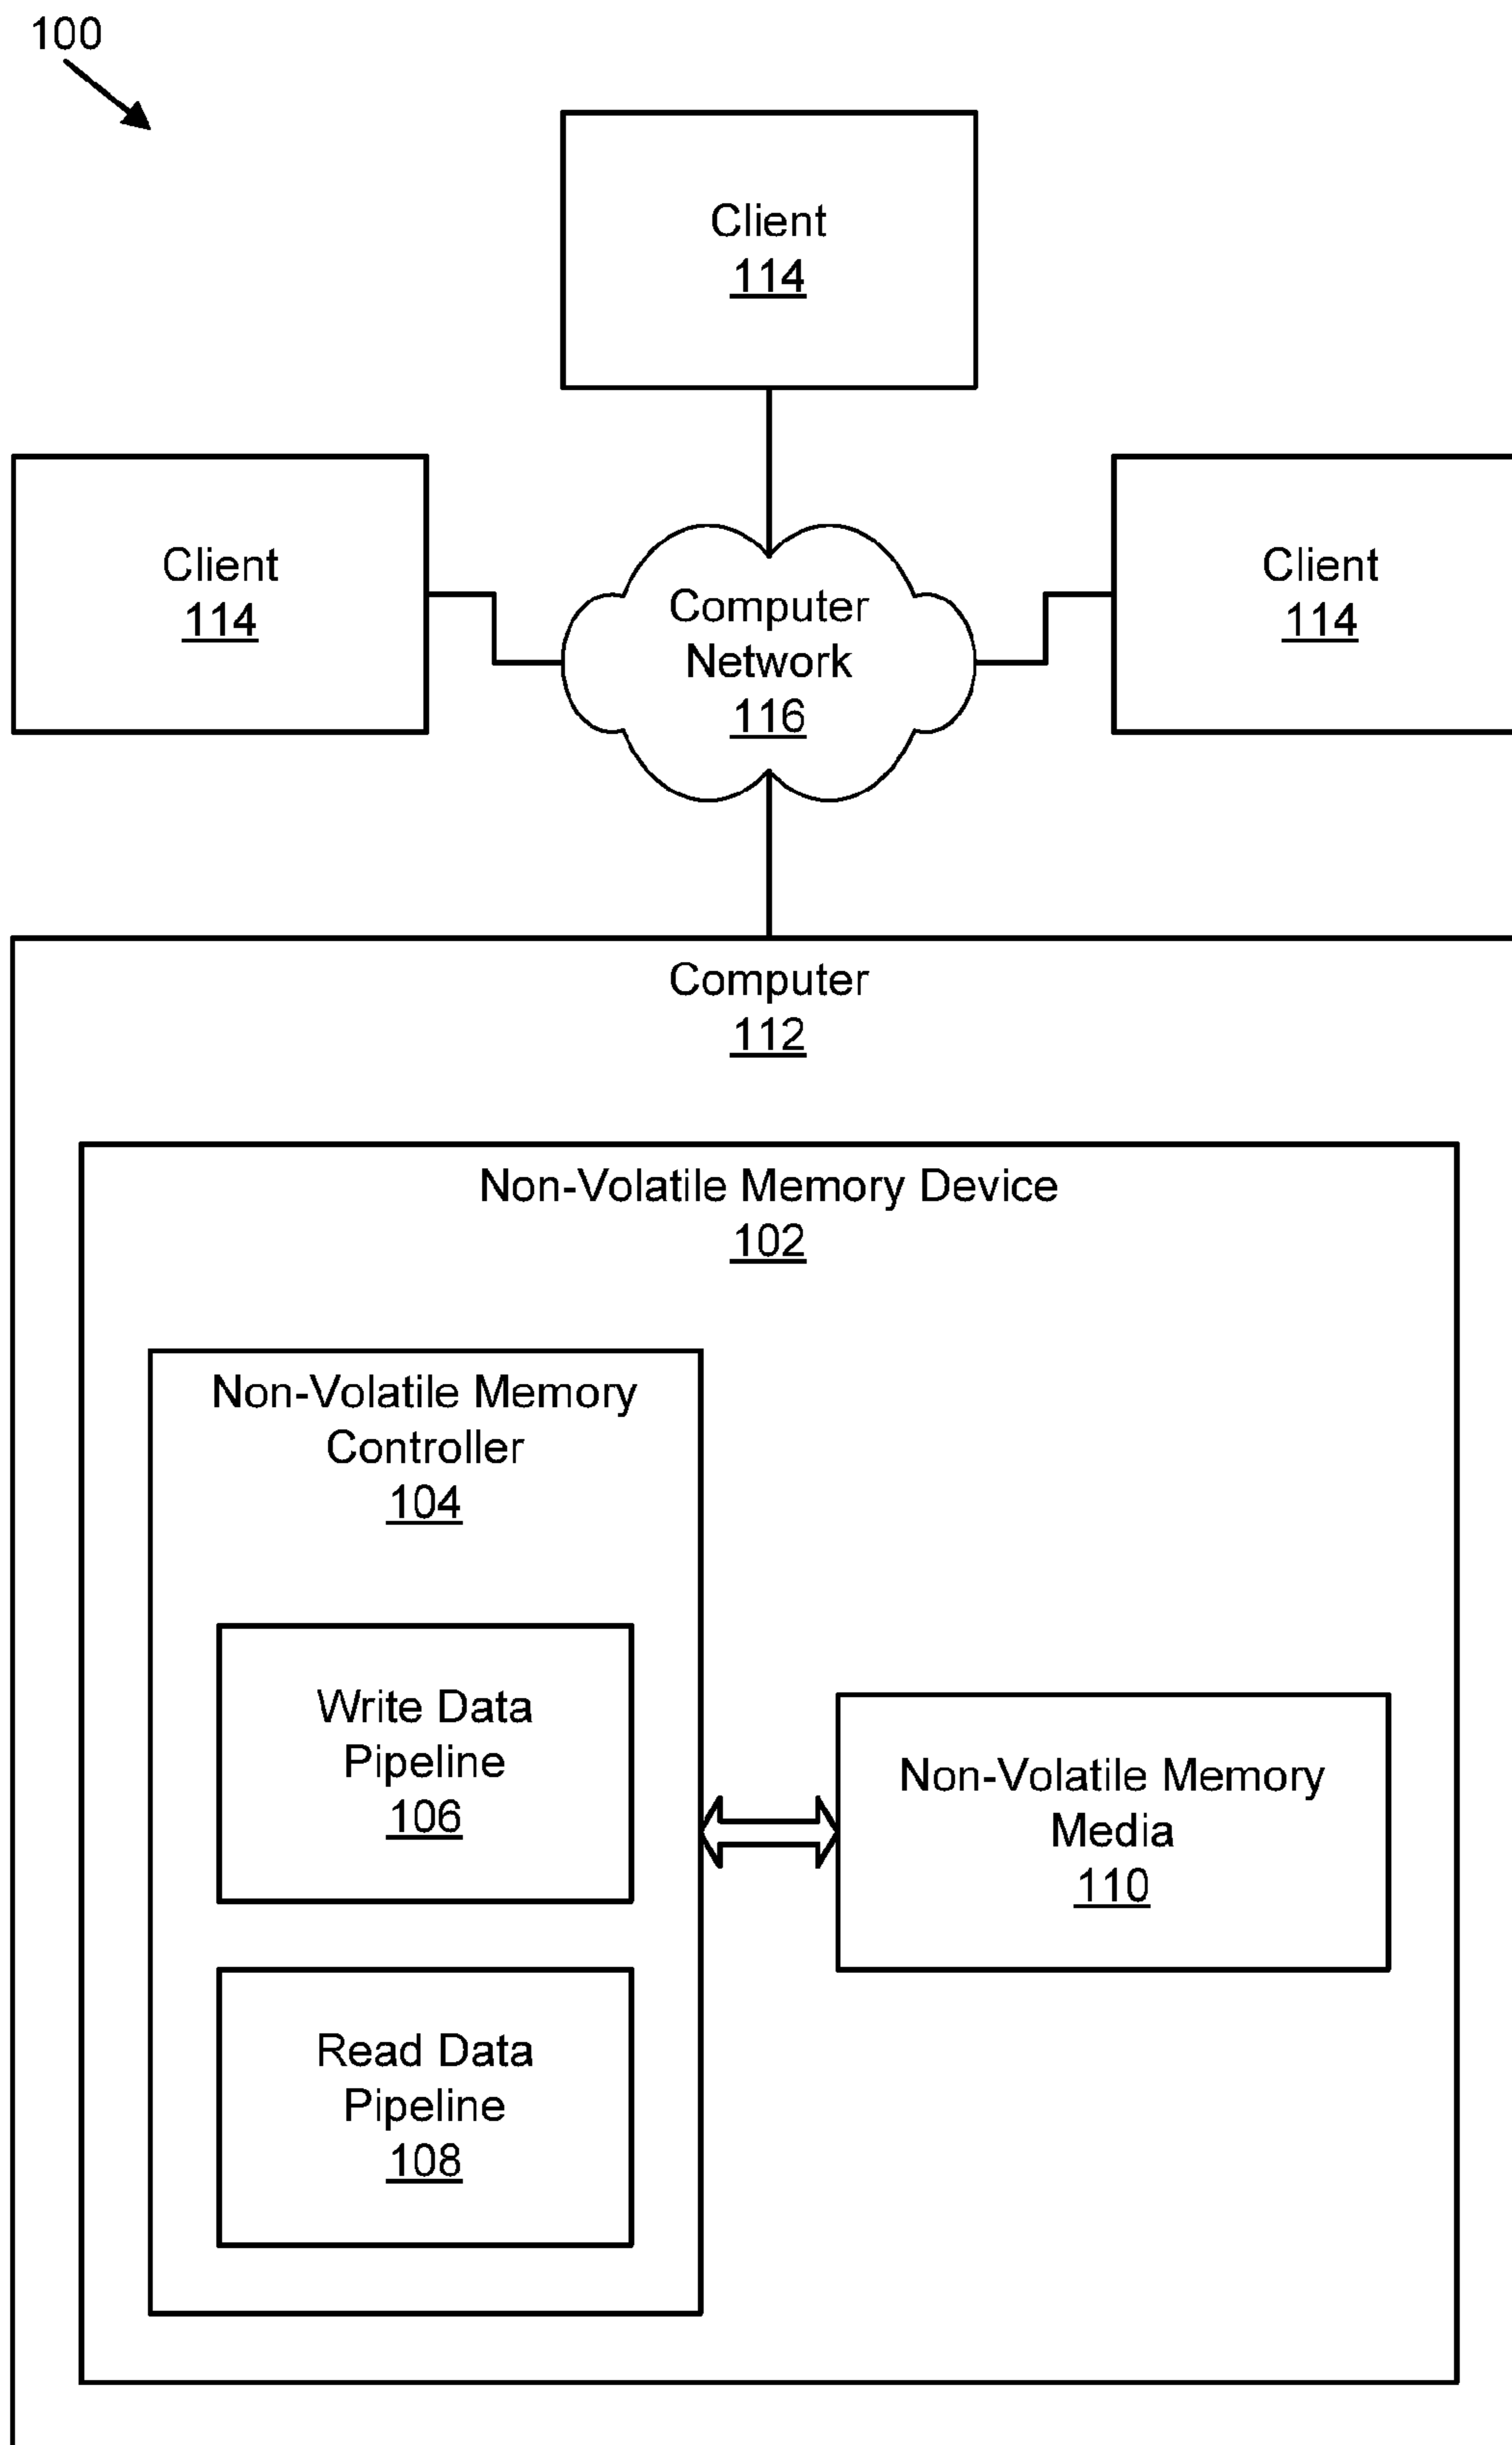 100
Client
114
Client
114
Computer
Network
116
Client
114
Computer
112
Non-Volatile Memory Device
102
Non-Volatile Memory
Controller
104
Write Data
Pipeline
106
Non-Volatile Memory
Media
110
Read Data
Pipeline
108